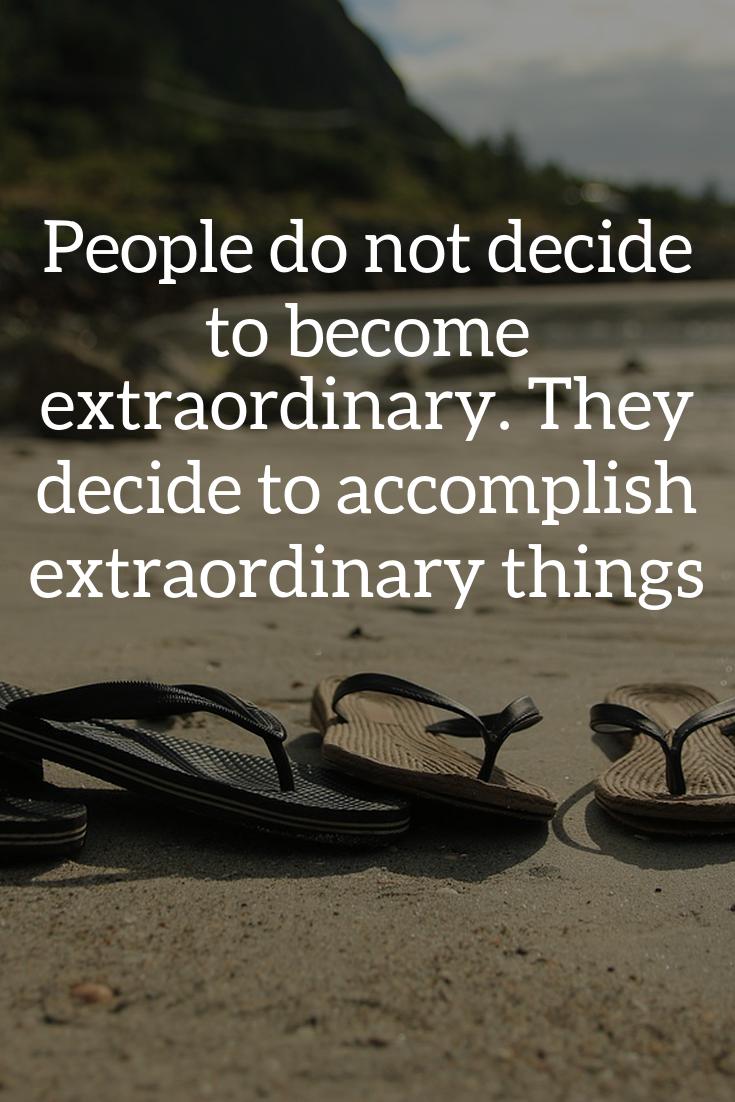 People do not decide
to become
extraordinary. They
decide to accomplish
extraordinary things